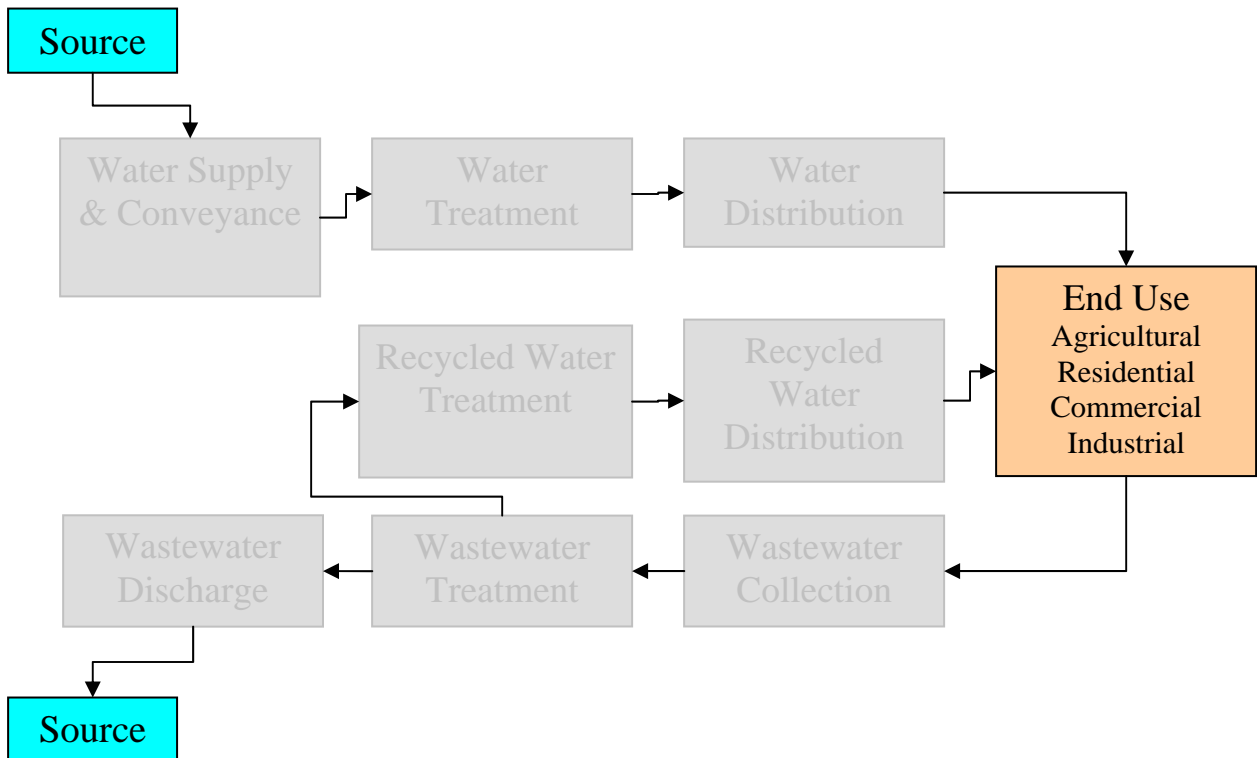 Source
Water Supply
& Conveyance
Water
Treatment
Water
Distribution
End Use
Agricultural
Residential
Commercial
Industrial
Recycled Water
Treatment
Recycled
Water
Distribution
Wastewater
Discharge
Wastewater
Treatment
Wastewater
Collection
Source